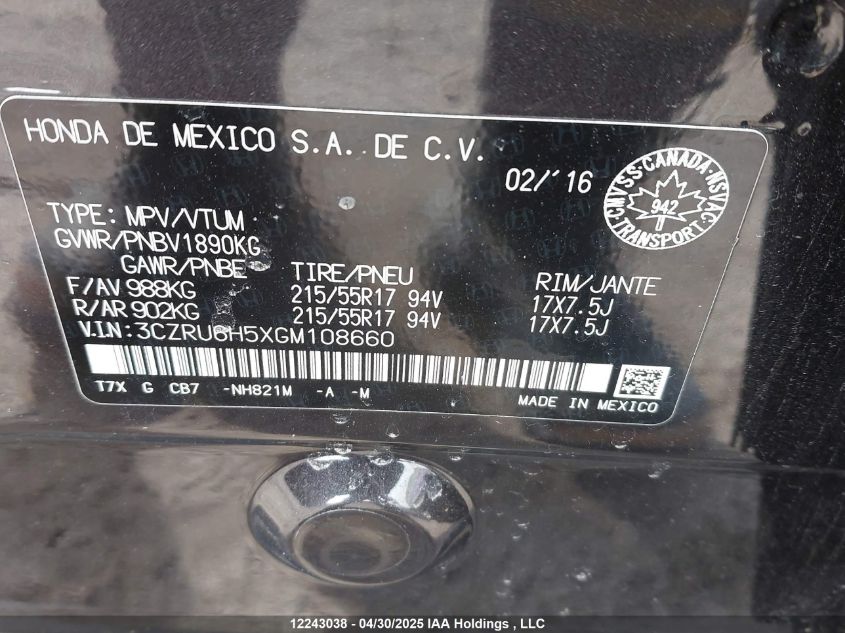 HONDA DE MEXICO S.A. DE C.V.
02/'16
CMVSS·CANADA·NSVAC
942
TRANSPORT
TYPE: MPV/VTUM
GVWR/PNBV1890KG
GAWR/PNBE TIRE/PNEU RIM/JANTE
F/AV 988KG 215/55R17 94V 17X7.5J
R/AR 902KG 215/55R17 94V 17X7.5J
V.IN: 3CZRU6H5XGM108660
T7X G CB7 -NH821M -A -M MADE IN MEXICO
12243038 - 04/30/2025 IAA Holdings , LLC